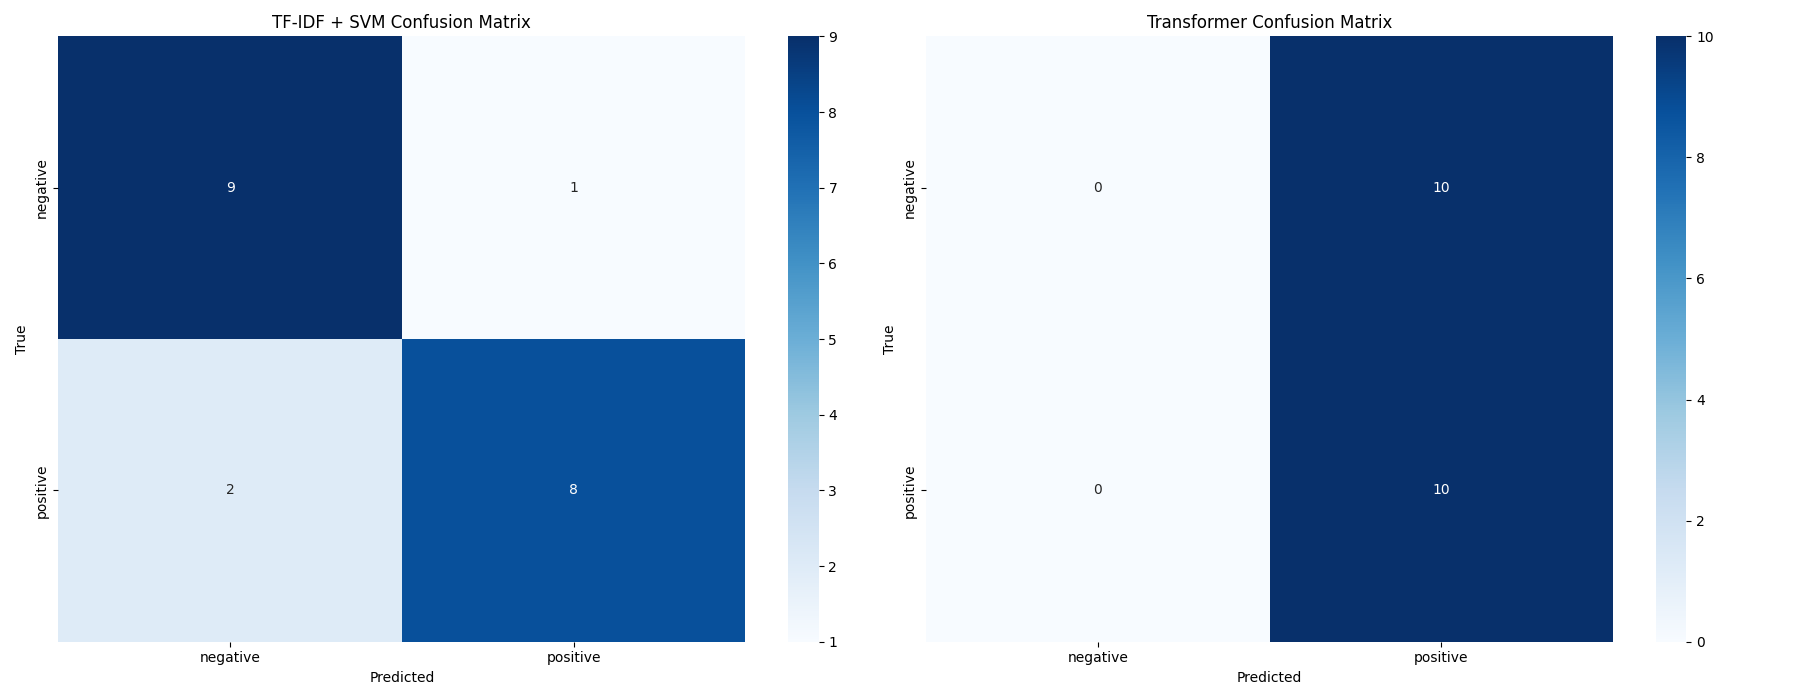 TF-IDF + SVM Confusion Matrix
True
negative
positive
9
1
2
8
negative
positive
Predicted
9
8
7
6
5
4
3
2
1
Transformer Confusion Matrix
True
negative
positive
0
10
0
10
negative
positive
Predicted
10
8
6
4
2
0